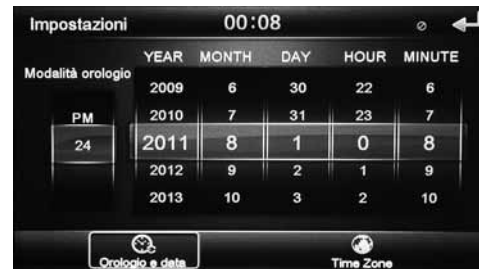 Impostazioni 00:08
YEAR MONTH DAY HOUR MINUTE
Modalità orologio
2009 6 30 22 6
PM 2010 7 31 23 7
24 2011 8 1 0 8
2012 9 2 1 9
2013 10 3 2 10
Orologio e data Time Zone